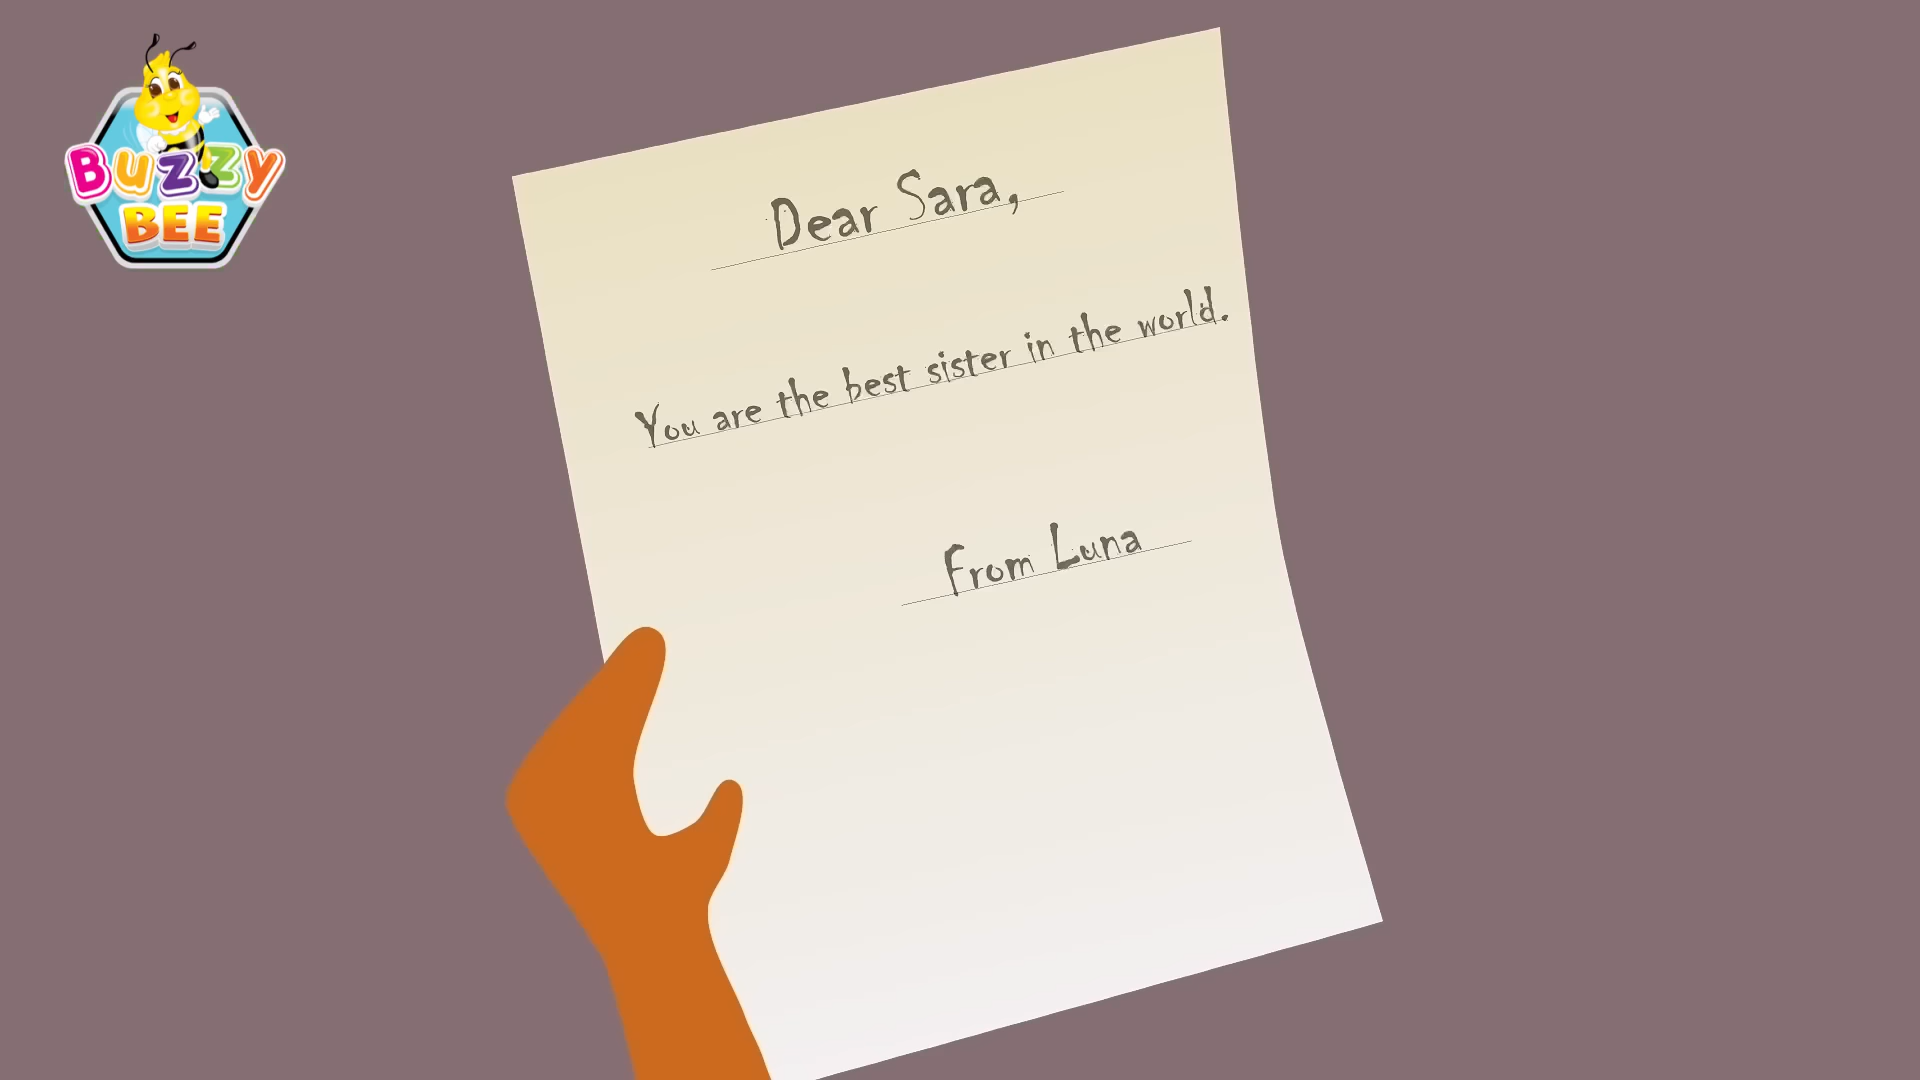 Buzzy
BEE
Dear Sara,
You are the best sister in the world.
From Luna